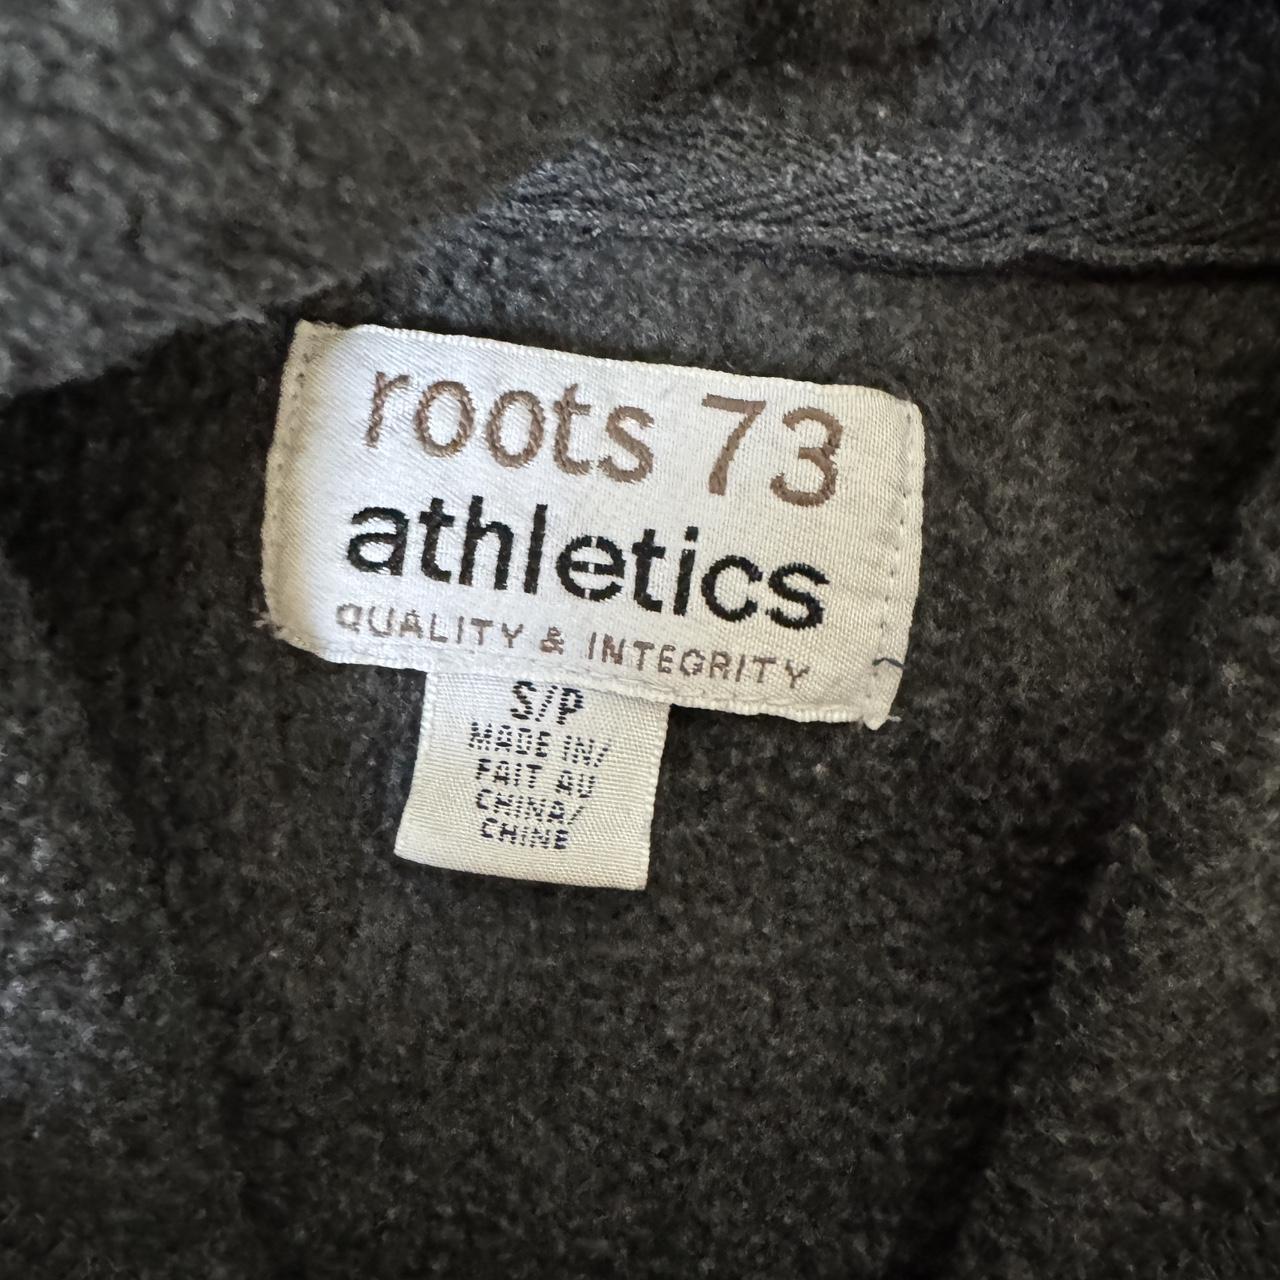 roots 73
athletics
QUALITY & INTEGRITY
S/P
MADE IN/
FAIT AU
CHINA/
CHINE